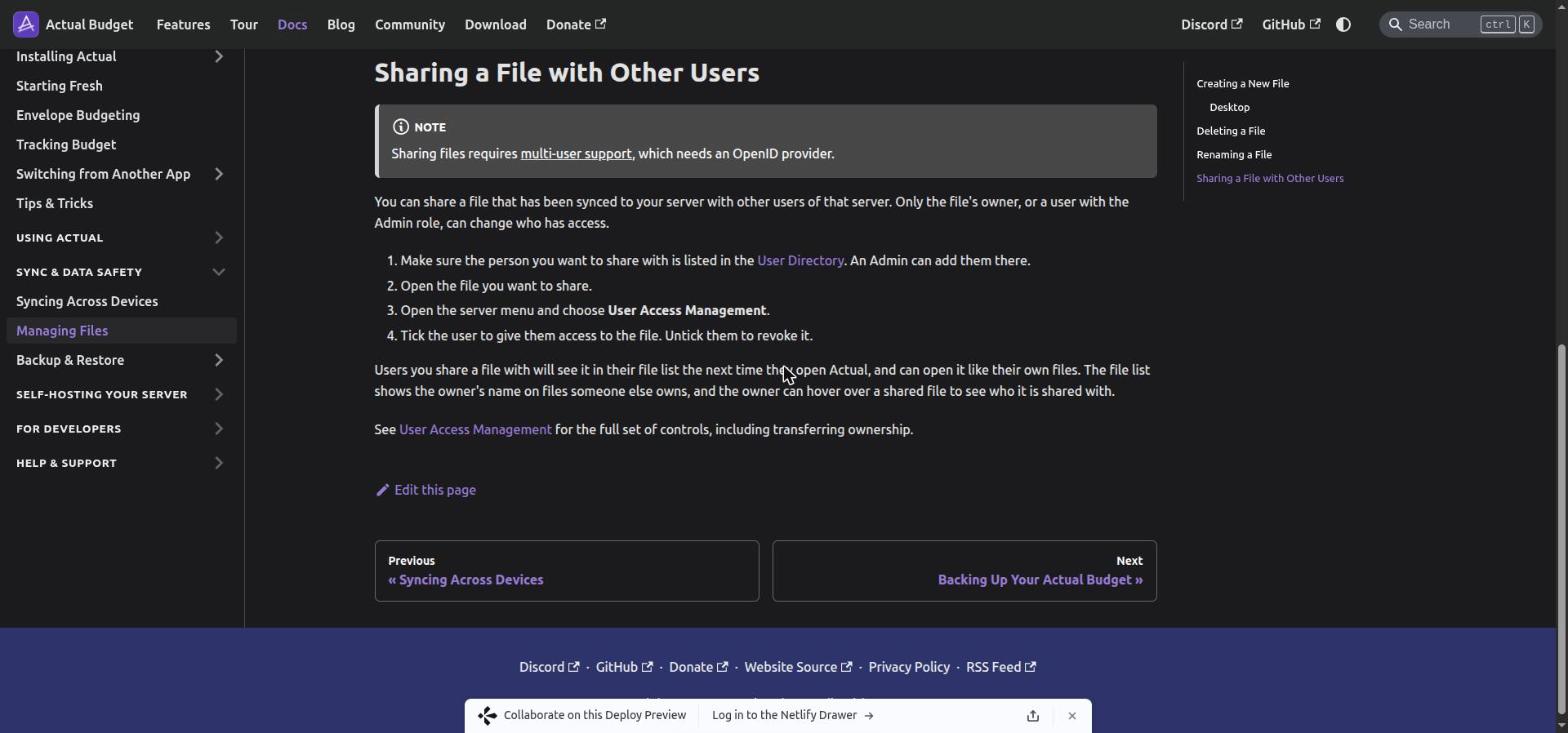 Actual Budget Features Tour Docs Blog Community Download Donate Discord GitHub Search ctrl K
Installing Actual
Starting Fresh
Envelope Budgeting
Tracking Budget
Switching from Another App
Tips & Tricks
USING ACTUAL
SYNC & DATA SAFETY
Syncing Across Devices
Managing Files
Backup & Restore
SELF-HOSTING YOUR SERVER
FOR DEVELOPERS
HELP & SUPPORT
Sharing a File with Other Users
NOTE
Sharing files requires multi-user support, which needs an OpenID provider.
You can share a file that has been synced to your server with other users of that server. Only the file's owner, or a user with the
Admin role, can change who has access.
1. Make sure the person you want to share with is listed in the User Directory. An Admin can add them there.
2. Open the file you want to share.
3. Open the server menu and choose User Access Management.
4. Tick the user to give them access to the file. Untick them to revoke it.
Users you share a file with will see it in their file list the next time they open Actual, and can open it like their own files. The file list
shows the owner's name on files someone else owns, and the owner can hover over a shared file to see who it is shared with.
See User Access Management for the full set of controls, including transferring ownership.
Edit this page
Previous
« Syncing Across Devices
Next
Backing Up Your Actual Budget »
Creating a New File
Desktop
Deleting a File
Renaming a File
Sharing a File with Other Users
Discord · GitHub · Donate · Website Source · Privacy Policy · RSS Feed
Collaborate on this Deploy Preview Log in to the Netlify Drawer →